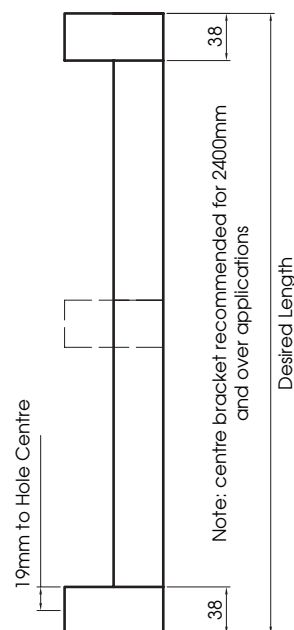 19mm to Hole Centre
38
38
Note: centre bracket recommended for 2400mm
and over applications
Desired Length